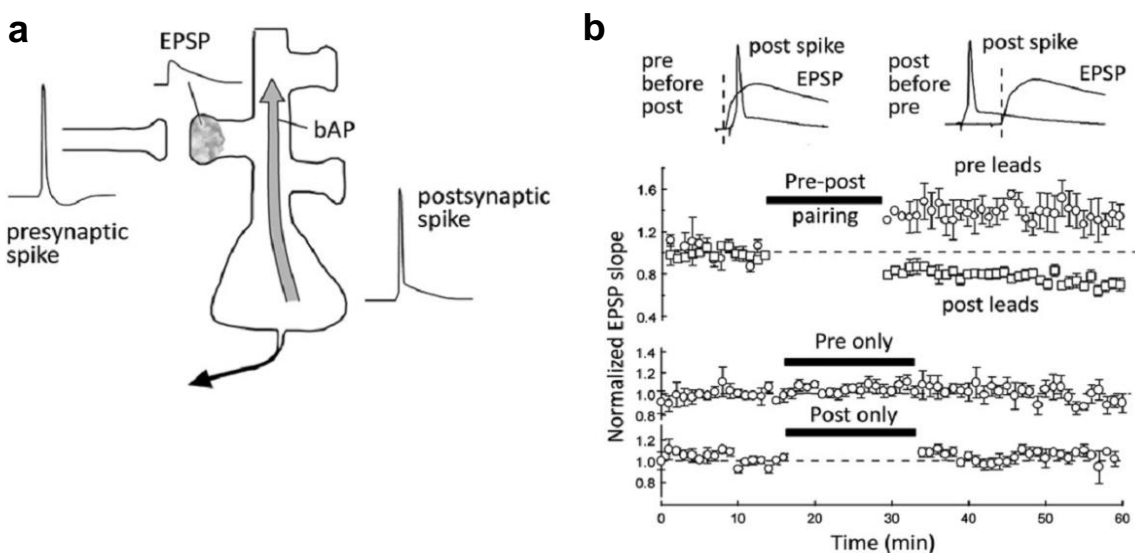 a
EPSP
bAP
presynaptic
spike
postsynaptic
spike
b
pre
before
post
post spike
EPSP
post
before
pre
post spike
EPSP
Normalized EPSP slope
1.6
1.2
0.8
0.4
Pre-post
pairing
pre leads
post leads
1.4
1.2
1.0
0.8
Pre only
1.2
1.0
0.8
Post only
0 10 20 30 40 50 60
Time (min)